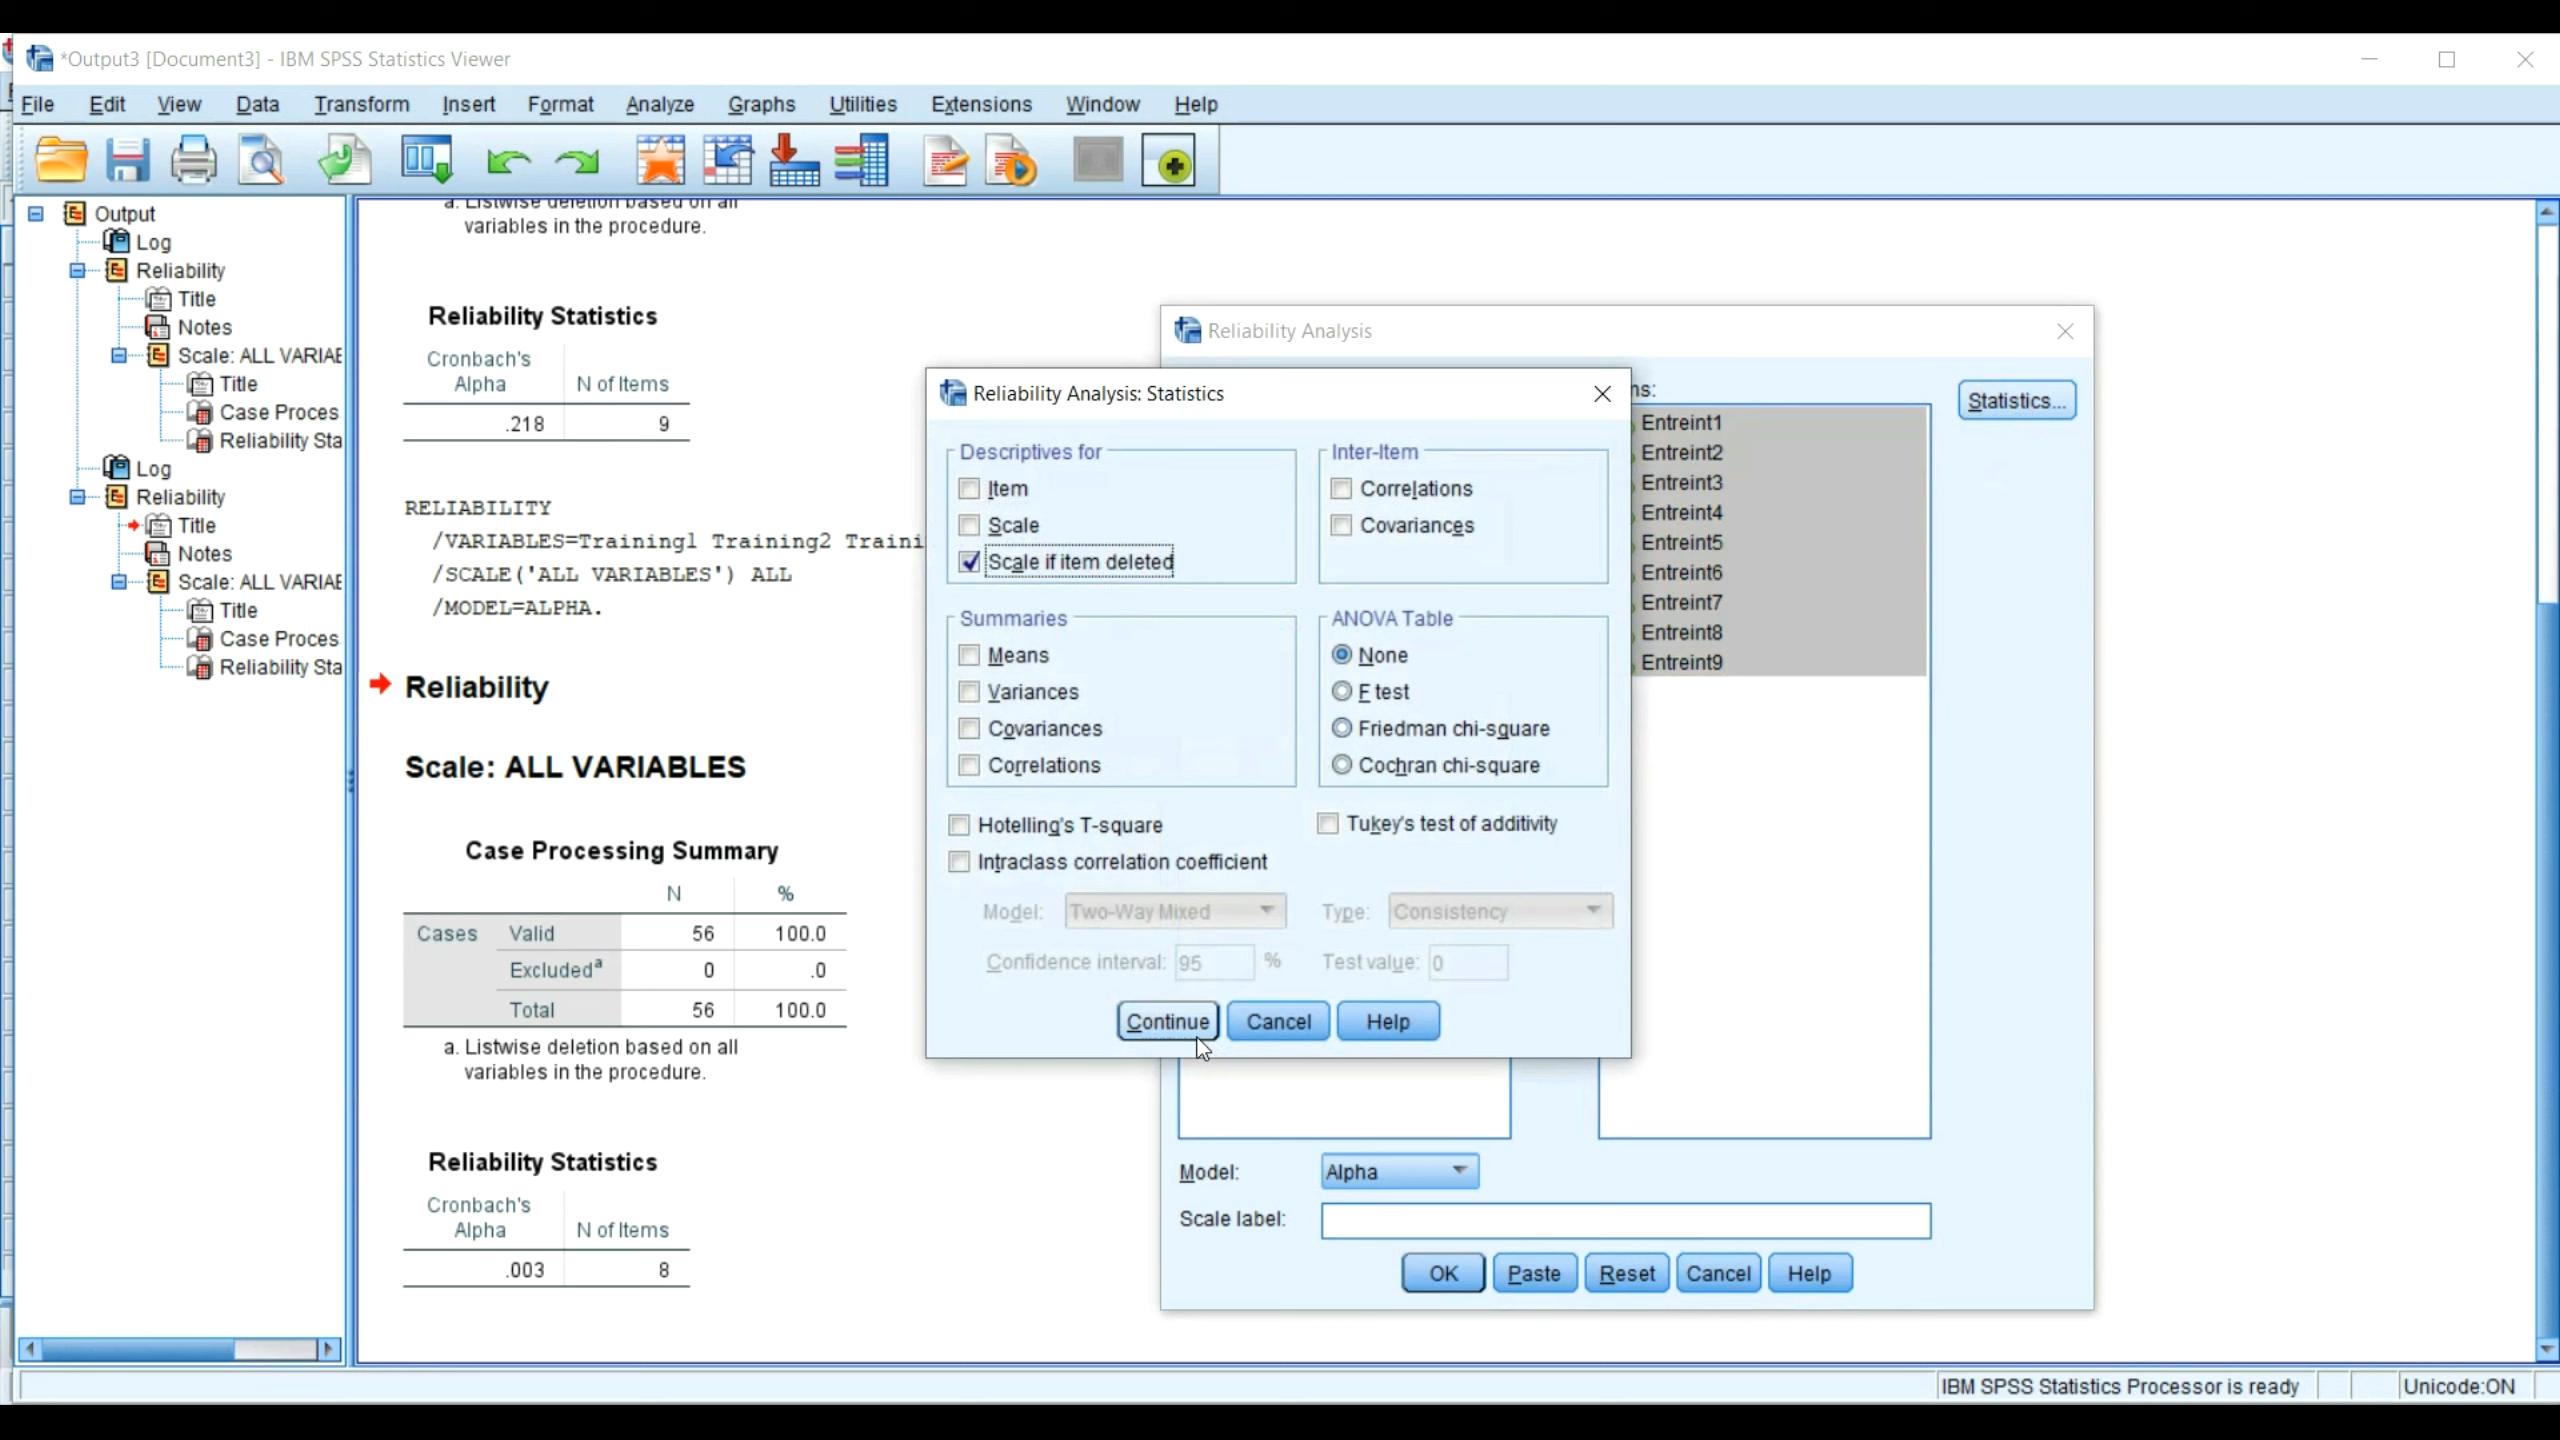 *Output3 [Document3] - IBM SPSS Statistics Viewer
File Edit View Data Transform Insert Format Analyze Graphs Utilities Extensions Window Help
Output
Log
Reliability
Title
Notes
Scale: ALL VARIAE
Title
Case Proces
Reliability Sta
Log
Reliability
Title
Notes
Scale: ALL VARIAE
Title
Case Proces
Reliability Sta
a. Listwise deletion based on all
variables in the procedure.
Reliability Statistics
Cronbach's
Alpha N of Items
.218 9
RELIABILITY
/VARIABLES=Training1 Training2 Traini
/SCALE('ALL VARIABLES') ALL
/MODEL=ALPHA.
Reliability
Scale: ALL VARIABLES
Case Processing Summary
N %
Cases Valid 56 100.0
Excludedª 0 .0
Total 56 100.0
a. Listwise deletion based on all
variables in the procedure.
Reliability Statistics
Cronbach's
Alpha N of Items
.003 8
Reliability Analysis
ns:
Statistics...
Entreint1
Entreint2
Entreint3
Entreint4
Entreint5
Entreint6
Entreint7
Entreint8
Entreint9
Reliability Analysis: Statistics
Descriptives for
Item
Scale
Scale if item deleted
Inter-Item
Correlations
Covariances
Summaries
Means
Variances
Covariances
Correlations
ANOVA Table
None
F test
Friedman chi-square
Cochran chi-square
Hotelling's T-square Tukey's test of additivity
Intraclass correlation coefficient
Model: Two-Way Mixed Type: Consistency
Confidence interval: 95 % Test value: 0
Continue Cancel Help
Model: Alpha
Scale label:
OK Paste Reset Cancel Help
IBM SPSS Statistics Processor is ready Unicode:ON